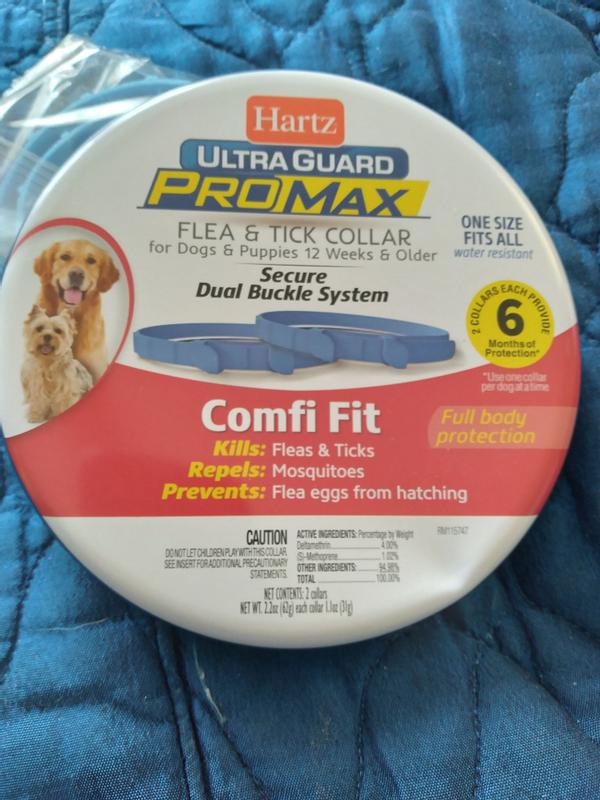 Hartz
ULTRAGUARD
PROMAX
FLEA & TICK COLLAR
for Dogs & Puppies 12 Weeks & Older
Secure
Dual Buckle System
ONE SIZE
FITS ALL
water resistant
2 COLLARS EACH PROVIDE
6
Months of
Protection*
*Use one collar
per dog at a time
Comfi Fit
Full body
protection
Kills: Fleas & Ticks
Repels: Mosquitoes
Prevents: Flea eggs from hatching
CAUTION
DO NOT LET CHILDREN PLAY WITH THIS COLLAR.
SEE INSERT FOR ADDITIONAL PRECAUTIONARY
STATEMENTS.
ACTIVE INGREDIENTS: Percentage by Weight
Deltamethrin 4.00%
(S)-Methoprene 1.02%
OTHER INGREDIENTS: 94.98%
TOTAL 100.00%
RM115747
NET CONTENTS: 2 collars
NET WT. 2.2oz (62g) each collar 1.1oz (31g)